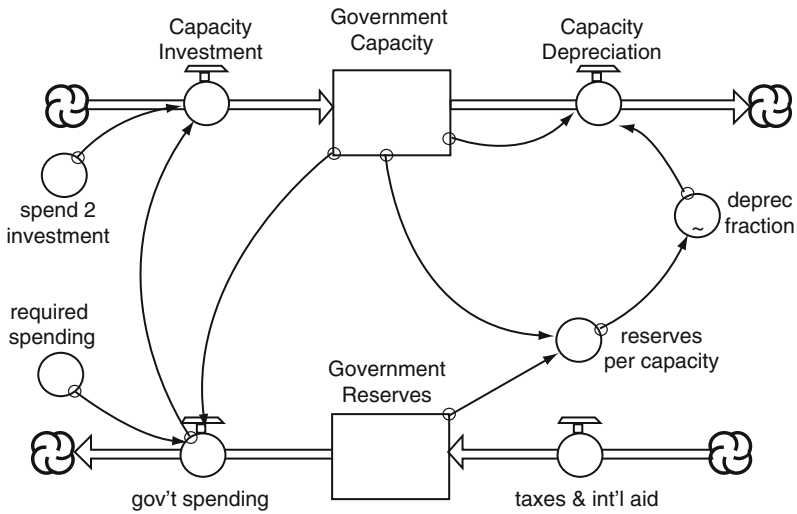 Capacity
Investment
Government
Capacity
Capacity
Depreciation
spend 2
investment
deprec
fraction
~
required
spending
Government
Reserves
reserves
per capacity
gov't spending
taxes & int'l aid